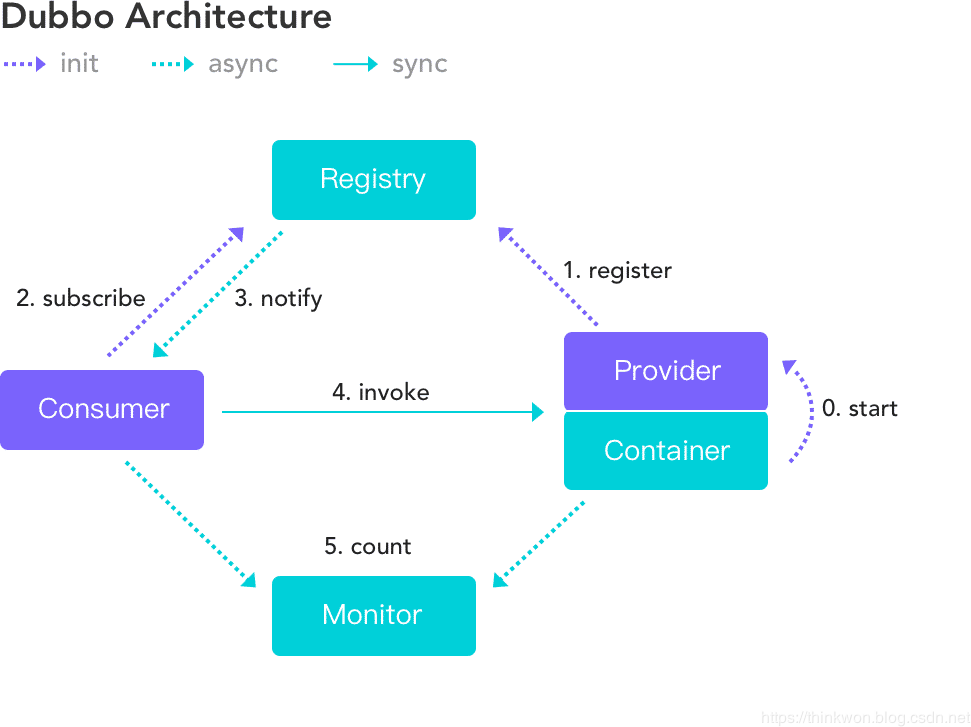 Dubbo Architecture
init async sync
Registry
1. register
2. subscribe 3. notify
Provider
4. invoke
Consumer
0. start
Container
5. count
Monitor
https://thinkwon.blog.csdn.net